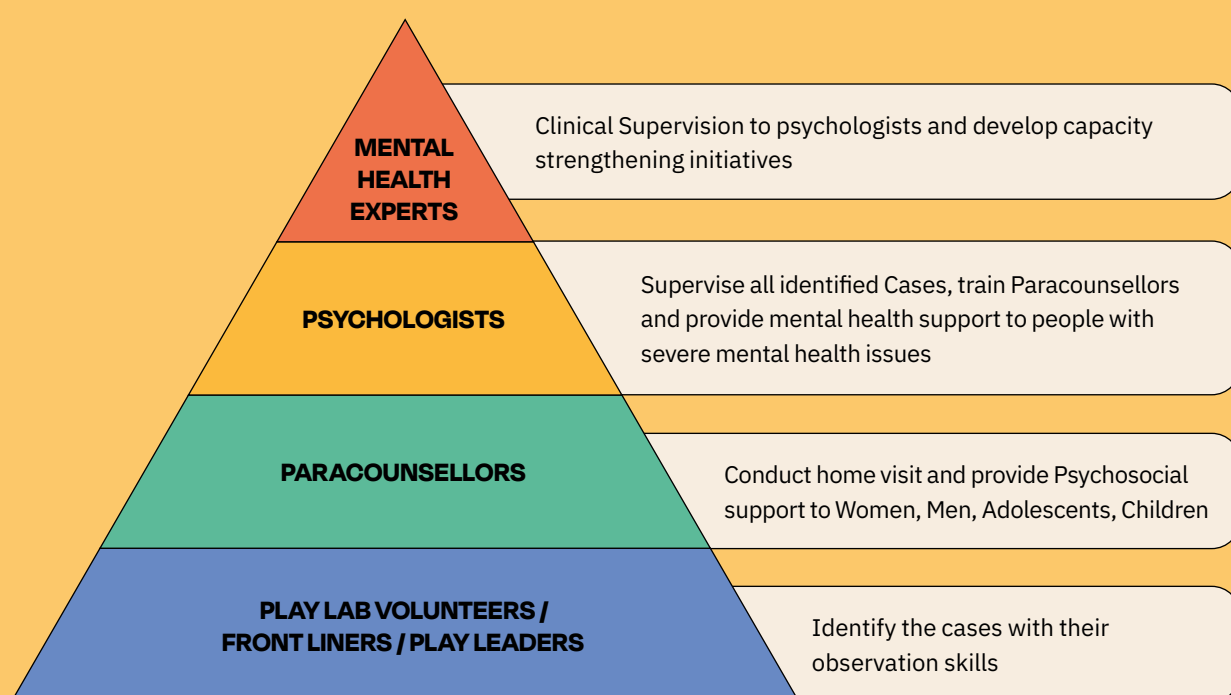 MENTAL
HEALTH
EXPERTS
Clinical Supervision to psychologists and develop capacity
strengthening initiatives
PSYCHOLOGISTS
Supervise all identified Cases, train Paracounsellors
and provide mental health support to people with
severe mental health issues
PARACOUNSELLORS
Conduct home visit and provide Psychosocial
support to Women, Men, Adolescents, Children
PLAY LAB VOLUNTEERS /
FRONT LINERS / PLAY LEADERS
Identify the cases with their
observation skills